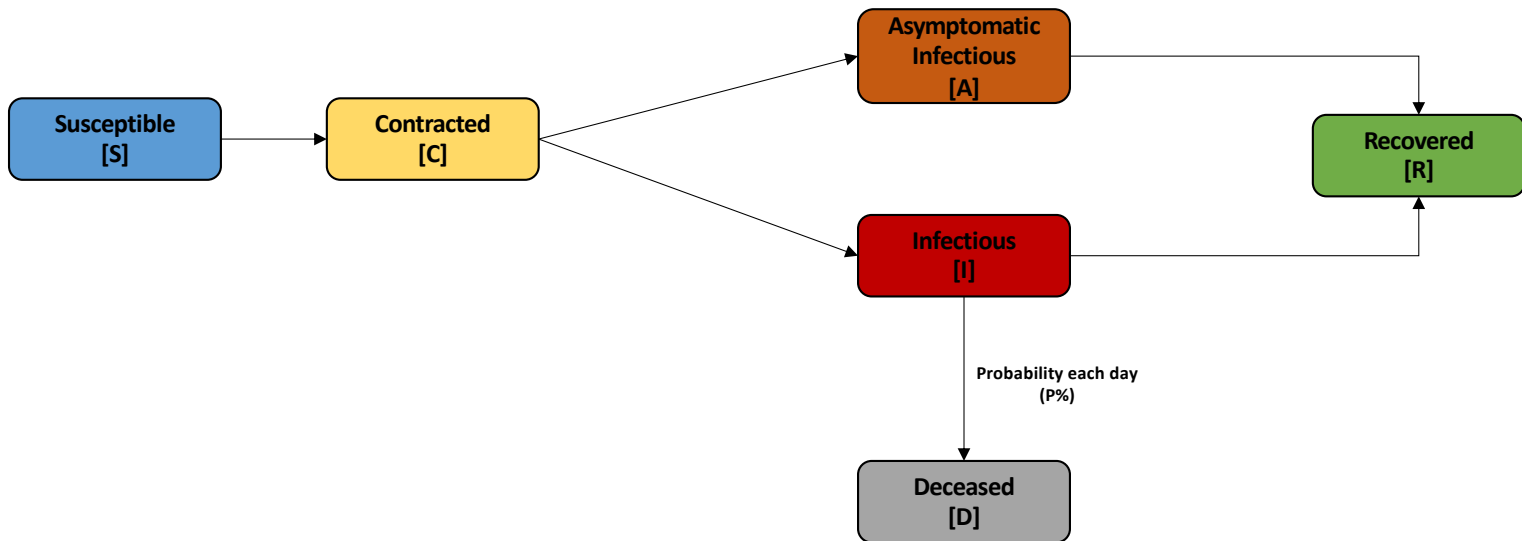 Susceptible
[S]
Contracted
[C]
Asymptomatic
Infectious
[A]
Infectious
[I]
Recovered
[R]
Probability each day
(P%)
Deceased
[D]